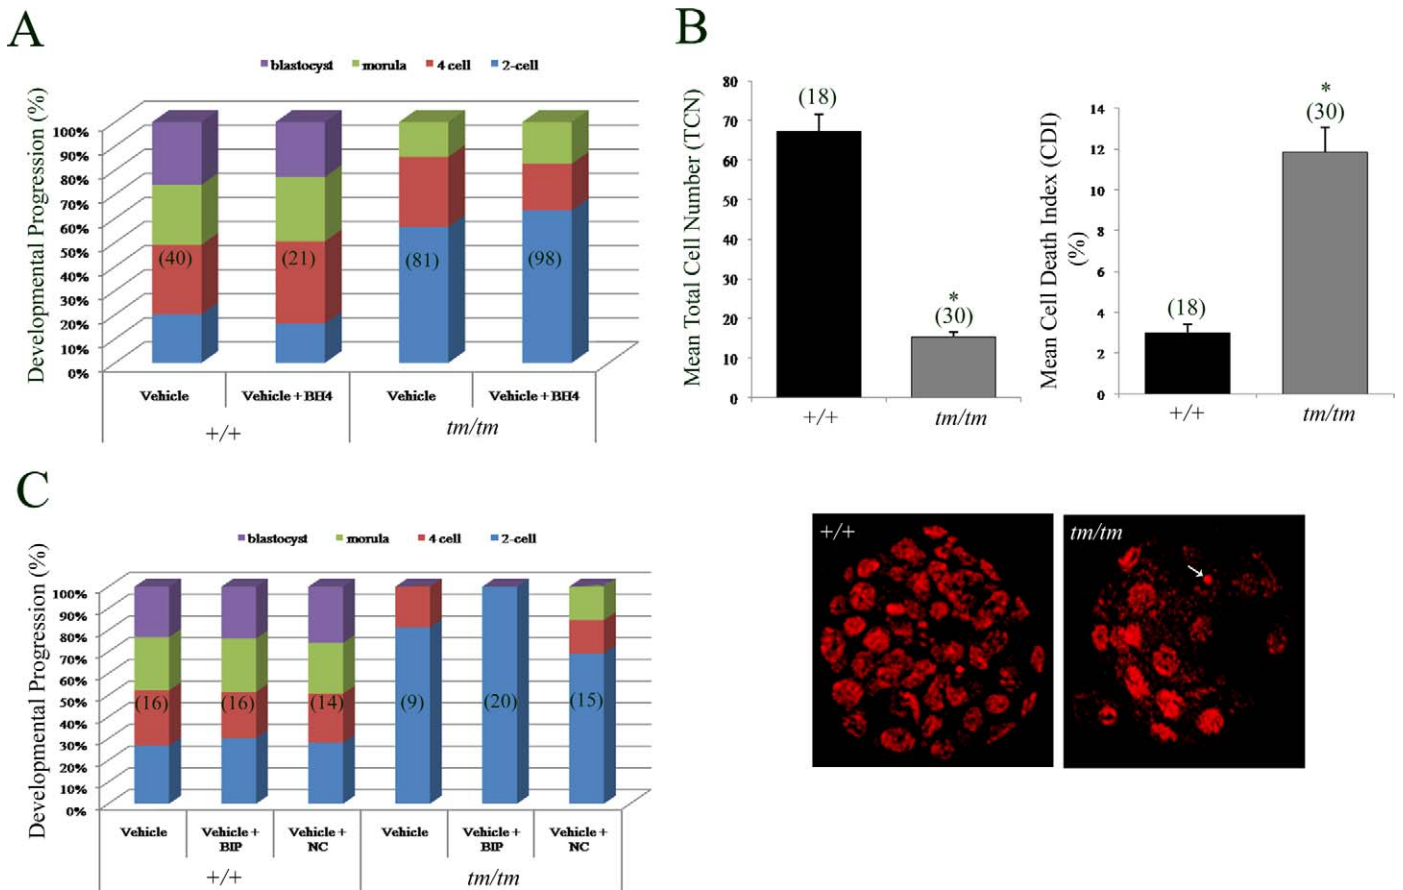 A
blastocyst morula 4 cell 2-cell
Developmental Progression (%)
100%
90%
80%
70%
60%
50%
40%
30%
20%
10%
0%
(40) (21) (81) (98)
Vehicle Vehicle + BH4 Vehicle Vehicle + BH4
+/+ tm/tm
B
Mean Total Cell Number (TCN)
80
70
60
50
40
30
20
10
0
(18)
*
(30)
+/+ tm/tm
Mean Cell Death Index (CDI)
(%)
14
12
10
8
6
4
2
0
(18)
*
(30)
+/+ tm/tm
C
blastocyst morula 4 cell 2-cell
Developmental Progression (%)
100%
90%
80%
70%
60%
50%
40%
30%
20%
10%
0%
(16) (16) (14) (9) (20) (15)
Vehicle Vehicle + Vehicle + Vehicle Vehicle + Vehicle +
BIP NC BIP NC
+/+ tm/tm
+/+ tm/tm